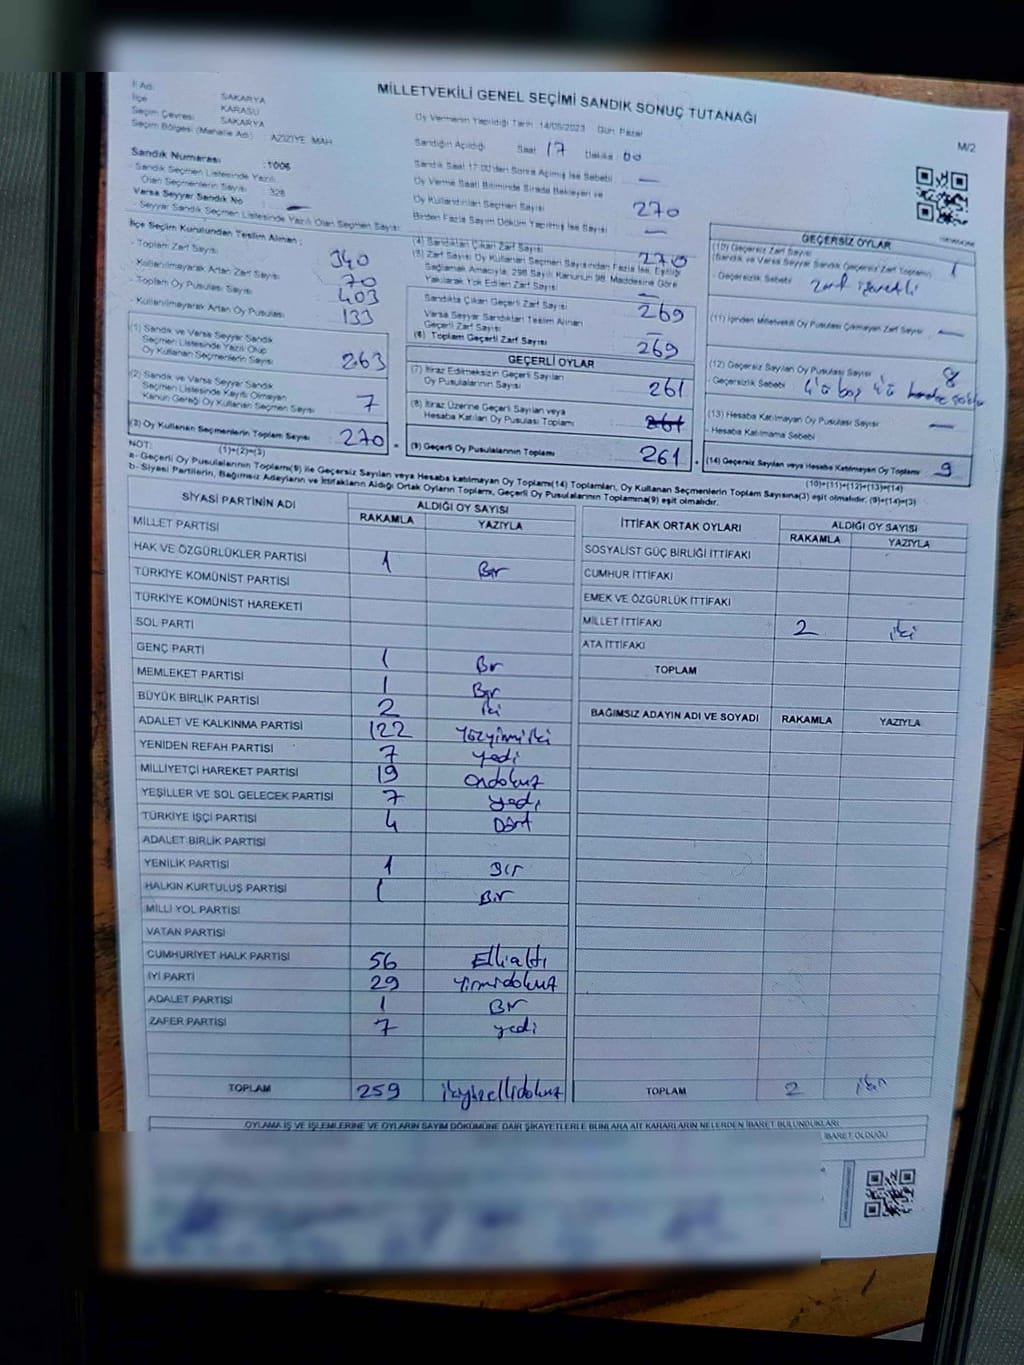 MİLLETVEKİLİ GENEL SEÇİMİ SANDIK SONUÇ TUTANAĞI
M/2
İl Adı: SAKARYA
İlçe KARASU
Seçim Çevresi SAKARYA
Seçim Bölgesi (Mahalle Adı) AZİZİYE MAH
Sandık Numarası :1006
- Sandık Seçmen Listesinde Yazılı
Olan Seçmenlerin Sayısı : 328
Varsa Seyyar Sandık No : —
- Seyyar Sandık Seçmen Listesinde Yazılı Olan Seçmen Sayısı
İlçe Seçim Kurulundan Teslim Alınan :
- Toplam Zarf Sayısı 340
- Kullanılmayarak Artan Zarf Sayısı 70
- Toplam Oy Pusulası Sayısı 403
- Kullanılmayarak Artan Oy Pusulası 133
(1) Sandık ve Varsa Seyyar Sandık
Seçmen Listesinde Yazılı Olup
Oy Kullanan Seçmenlerin Sayısı 263
(2) Sandık ve Varsa Seyyar Sandık
Seçmen Listesinde Kayıtlı Olmayan
Kanun Gereği Oy Kullanan Seçmen Sayısı 7
(3) Oy Kullanan Seçmenlerin Toplam Sayısı 270
(1)+(2)=(3)
Oy Vermenin Yapıldığı Tarih :14/05/2023 Gün Pazar
Sandığın Açıldığı Saat 17 Dakika 00
Sandık Saat 17.00'den Sonra Açılmış İse Sebebi —
Oy Verme Saati Bitiminde Sırada Bekleyen ve
Oy Kullandırılan Seçmen Sayısı 270
Birden Fazla Sayım Döküm Yapılmış İse Sayısı —
(4) Sandıktan Çıkan Zarf Sayısı 270
(5) Zarf Sayısı Oy Kullanan Seçmen Sayısından Fazla İse, Eşitliği
Sağlamak Amacıyla, 298 Sayılı Kanunun 98. Maddesine Göre
Yakılarak Yok Edilen Zarf Sayısı —
Sandıkta Çıkan Geçerli Zarf Sayısı 269
Varsa Seyyar Sandıktan Teslim Alınan
Geçerli Zarf Sayısı —
(6) Toplam Geçerli Zarf Sayısı 269
GEÇERLİ OYLAR
(7) İtiraz Edilmeksizin Geçerli Sayılan
Oy Pusulalarının Sayısı 261
(8) İtiraz Üzerine Geçerli Sayılan veya
Hesaba Katılan Oy Pusulası Toplamı 261
(9) Geçerli Oy Pusulalarının Toplamı 261
GEÇERSİZ OYLAR
(10) Geçersiz Zarf Sayısı 1
(Sandık ve Varsa Seyyar Sandık Geçersiz Zarf Toplamı)
- Geçersizlik Sebebi : zarf işaretli
(11) İçinden Milletvekili Oy Pusulası Çıkmayan Zarf Sayısı —
(12) Geçersiz Sayılan Oy Pusulası Sayısı 8
- Geçersizlik Sebebi 4'ü boş 4'ü
(13) Hesaba Katılmayan Oy Pusulası Sayısı —
- Hesaba Katılmama Sebebi
(14) Geçersiz Sayılan veya Hesaba Katılmayan Oy Toplamı 9
(10)+(11)+(12)+(13)=(14)
NOT:
a- Geçerli Oy Pusulalarının Toplamı(9) ile Geçersiz Sayılan veya Hesaba katılmayan Oy Toplamı(14) Toplamları, Oy Kullanan Seçmenlerin Toplam Sayısına(3) eşit olmalıdır. (9)+(14)=(3)
b- Siyasi Partilerin, Bağımsız Adayların ve İttifakların Aldığı Ortak Oyların Toplamı, Geçerli Oy Pusulalarının Toplamına(9) eşit olmalıdır.
SİYASİ PARTİNİN ADI ALDIĞI OY SAYISI
RAKAMLA YAZIYLA
MİLLET PARTİSİ
HAK VE ÖZGÜRLÜKLER PARTİSİ 1 Bir
TÜRKİYE KOMÜNİST PARTİSİ
TÜRKİYE KOMÜNİST HAREKETİ
SOL PARTİ
GENÇ PARTİ 1 Bir
MEMLEKET PARTİSİ 1 Bir
BÜYÜK BİRLİK PARTİSİ 2 iki
ADALET VE KALKINMA PARTİSİ 122 Yüzyirmiiki
YENİDEN REFAH PARTİSİ 7 yedi
MİLLİYETÇİ HAREKET PARTİSİ 19 Ondokuz
YEŞİLLER VE SOL GELECEK PARTİSİ 7 yedi
TÜRKİYE İŞÇİ PARTİSİ 4 Dört
ADALET BİRLİK PARTİSİ
YENİLİK PARTİSİ 1 Bir
HALKIN KURTULUŞ PARTİSİ 1 Bir
MİLLİ YOL PARTİSİ
VATAN PARTİSİ
CUMHURİYET HALK PARTİSİ 56 Ellialtı
İYİ PARTİ 29 Yirmidokuz
ADALET PARTİSİ 1 Bir
ZAFER PARTİSİ 7 yedi
TOPLAM 259 ikiyüzellidokuz
İTTİFAK ORTAK OYLARI ALDIĞI OY SAYISI
RAKAMLA YAZIYLA
SOSYALİST GÜÇ BİRLİĞİ İTTİFAKI
CUMHUR İTTİFAKI
EMEK VE ÖZGÜRLÜK İTTİFAKI
MİLLET İTTİFAKI 2 iki
ATA İTTİFAKI
TOPLAM
BAĞIMSIZ ADAYIN ADI VE SOYADI RAKAMLA YAZIYLA
TOPLAM 2 iki
OYLAMA İŞ VE İŞLEMLERİNE VE OYLARIN SAYIM DÖKÜMÜNE DAİR ŞİKAYETLERLE BUNLARA AİT KARARLARIN NELERDEN İBARET BULUNDUKLARI
İBARET OLDUĞU